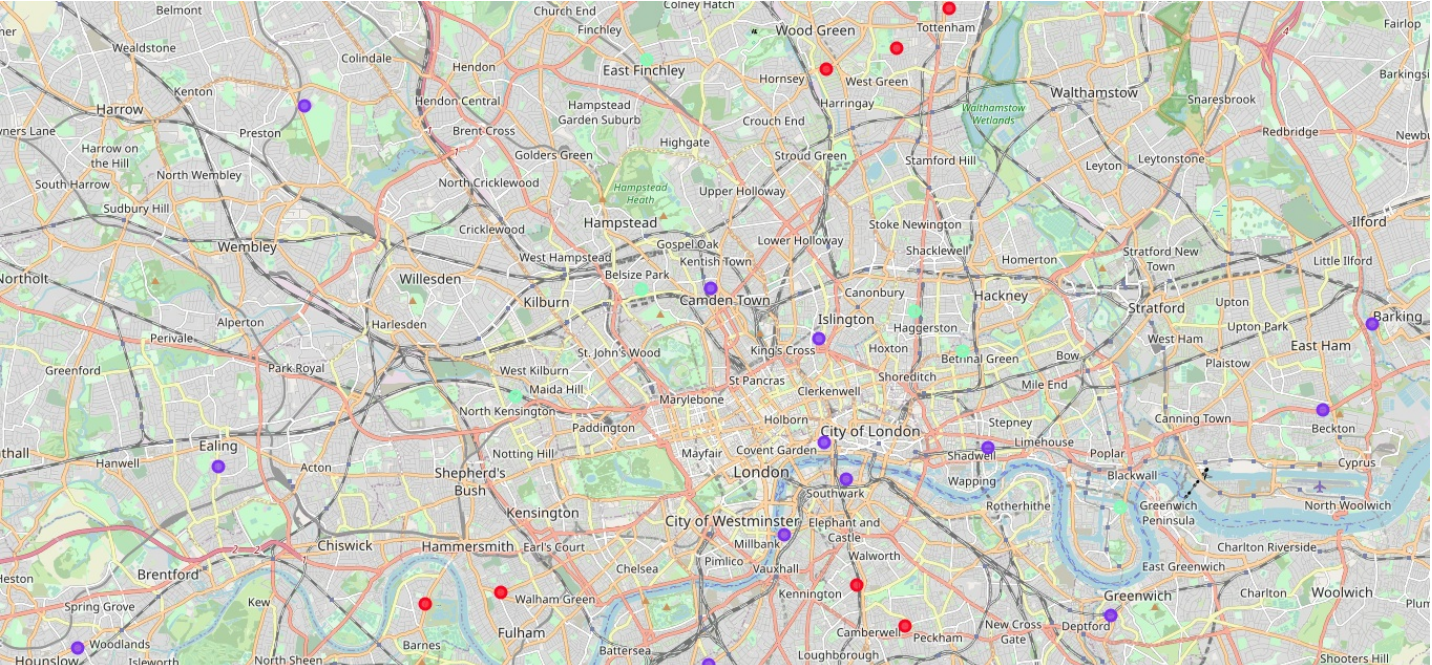 Belmont
Church End
Colney Hatch
Finchley
Wood Green
Tottenham
Fairlop
Wealdstone
Colindale
Hendon
East Finchley
Hornsey
West Green
Walthamstow
Snaresbrook
Harrow
Kenton
Hendon Central
Hampstead
Garden Suburb
Harringay
Walthamstow
Wetlands
Preston
Brent Cross
Crouch End
Redbridge
Harrow on
the Hill
Golders Green
Highgate
Stroud Green
Stamford Hill
Leyton
Leytonstone
South Harrow
North Wembley
North Cricklewood
Hampstead
Heath
Upper Holloway
Sudbury Hill
Cricklewood
Hampstead
Stoke Newington
Ilford
Wembley
West Hampstead
Gospel Oak
Lower Holloway
Shacklewell
Stratford New
Town
Little Ilford
Willesden
Belsize Park
Kentish Town
Homerton
Kilburn
Camden Town
Canonbury
Hackney
Stratford
Upton
Alperton
Harlesden
Islington
Haggerston
Upton Park
Barking
Perivale
St. John's Wood
King's Cross
Hoxton
Bethnal Green
Bow
West Ham
East Ham
Greenford
Park Royal
West Kilburn
Maida Hill
St Pancras
Shoreditch
Mile End
Plaistow
North Kensington
Marylebone
Clerkenwell
Canning Town
Beckton
Ealing
Paddington
Holborn
City of London
Stepney
Limehouse
Hanwell
Acton
Notting Hill
Mayfair
Covent Garden
Shadwell
Poplar
Cyprus
Shepherd's
Bush
London
Wapping
Blackwall
Southwark
Kensington
Rotherhithe
Greenwich
Peninsula
North Woolwich
City of Westminster
Elephant and
Castle
Chiswick
Hammersmith
Earl's Court
Millbank
Charlton Riverside
Brentford
Chelsea
Pimlico
Vauxhall
Walworth
East Greenwich
Heston
Spring Grove
Kew
Walham Green
Kennington
Greenwich
Charlton
Woolwich
Woodlands
Barnes
Fulham
Camberwell
Peckham
New Cross
Gate
Deptford
Hounslow
Isleworth
North Sheen
Battersea
Loughborough
Shooters Hill